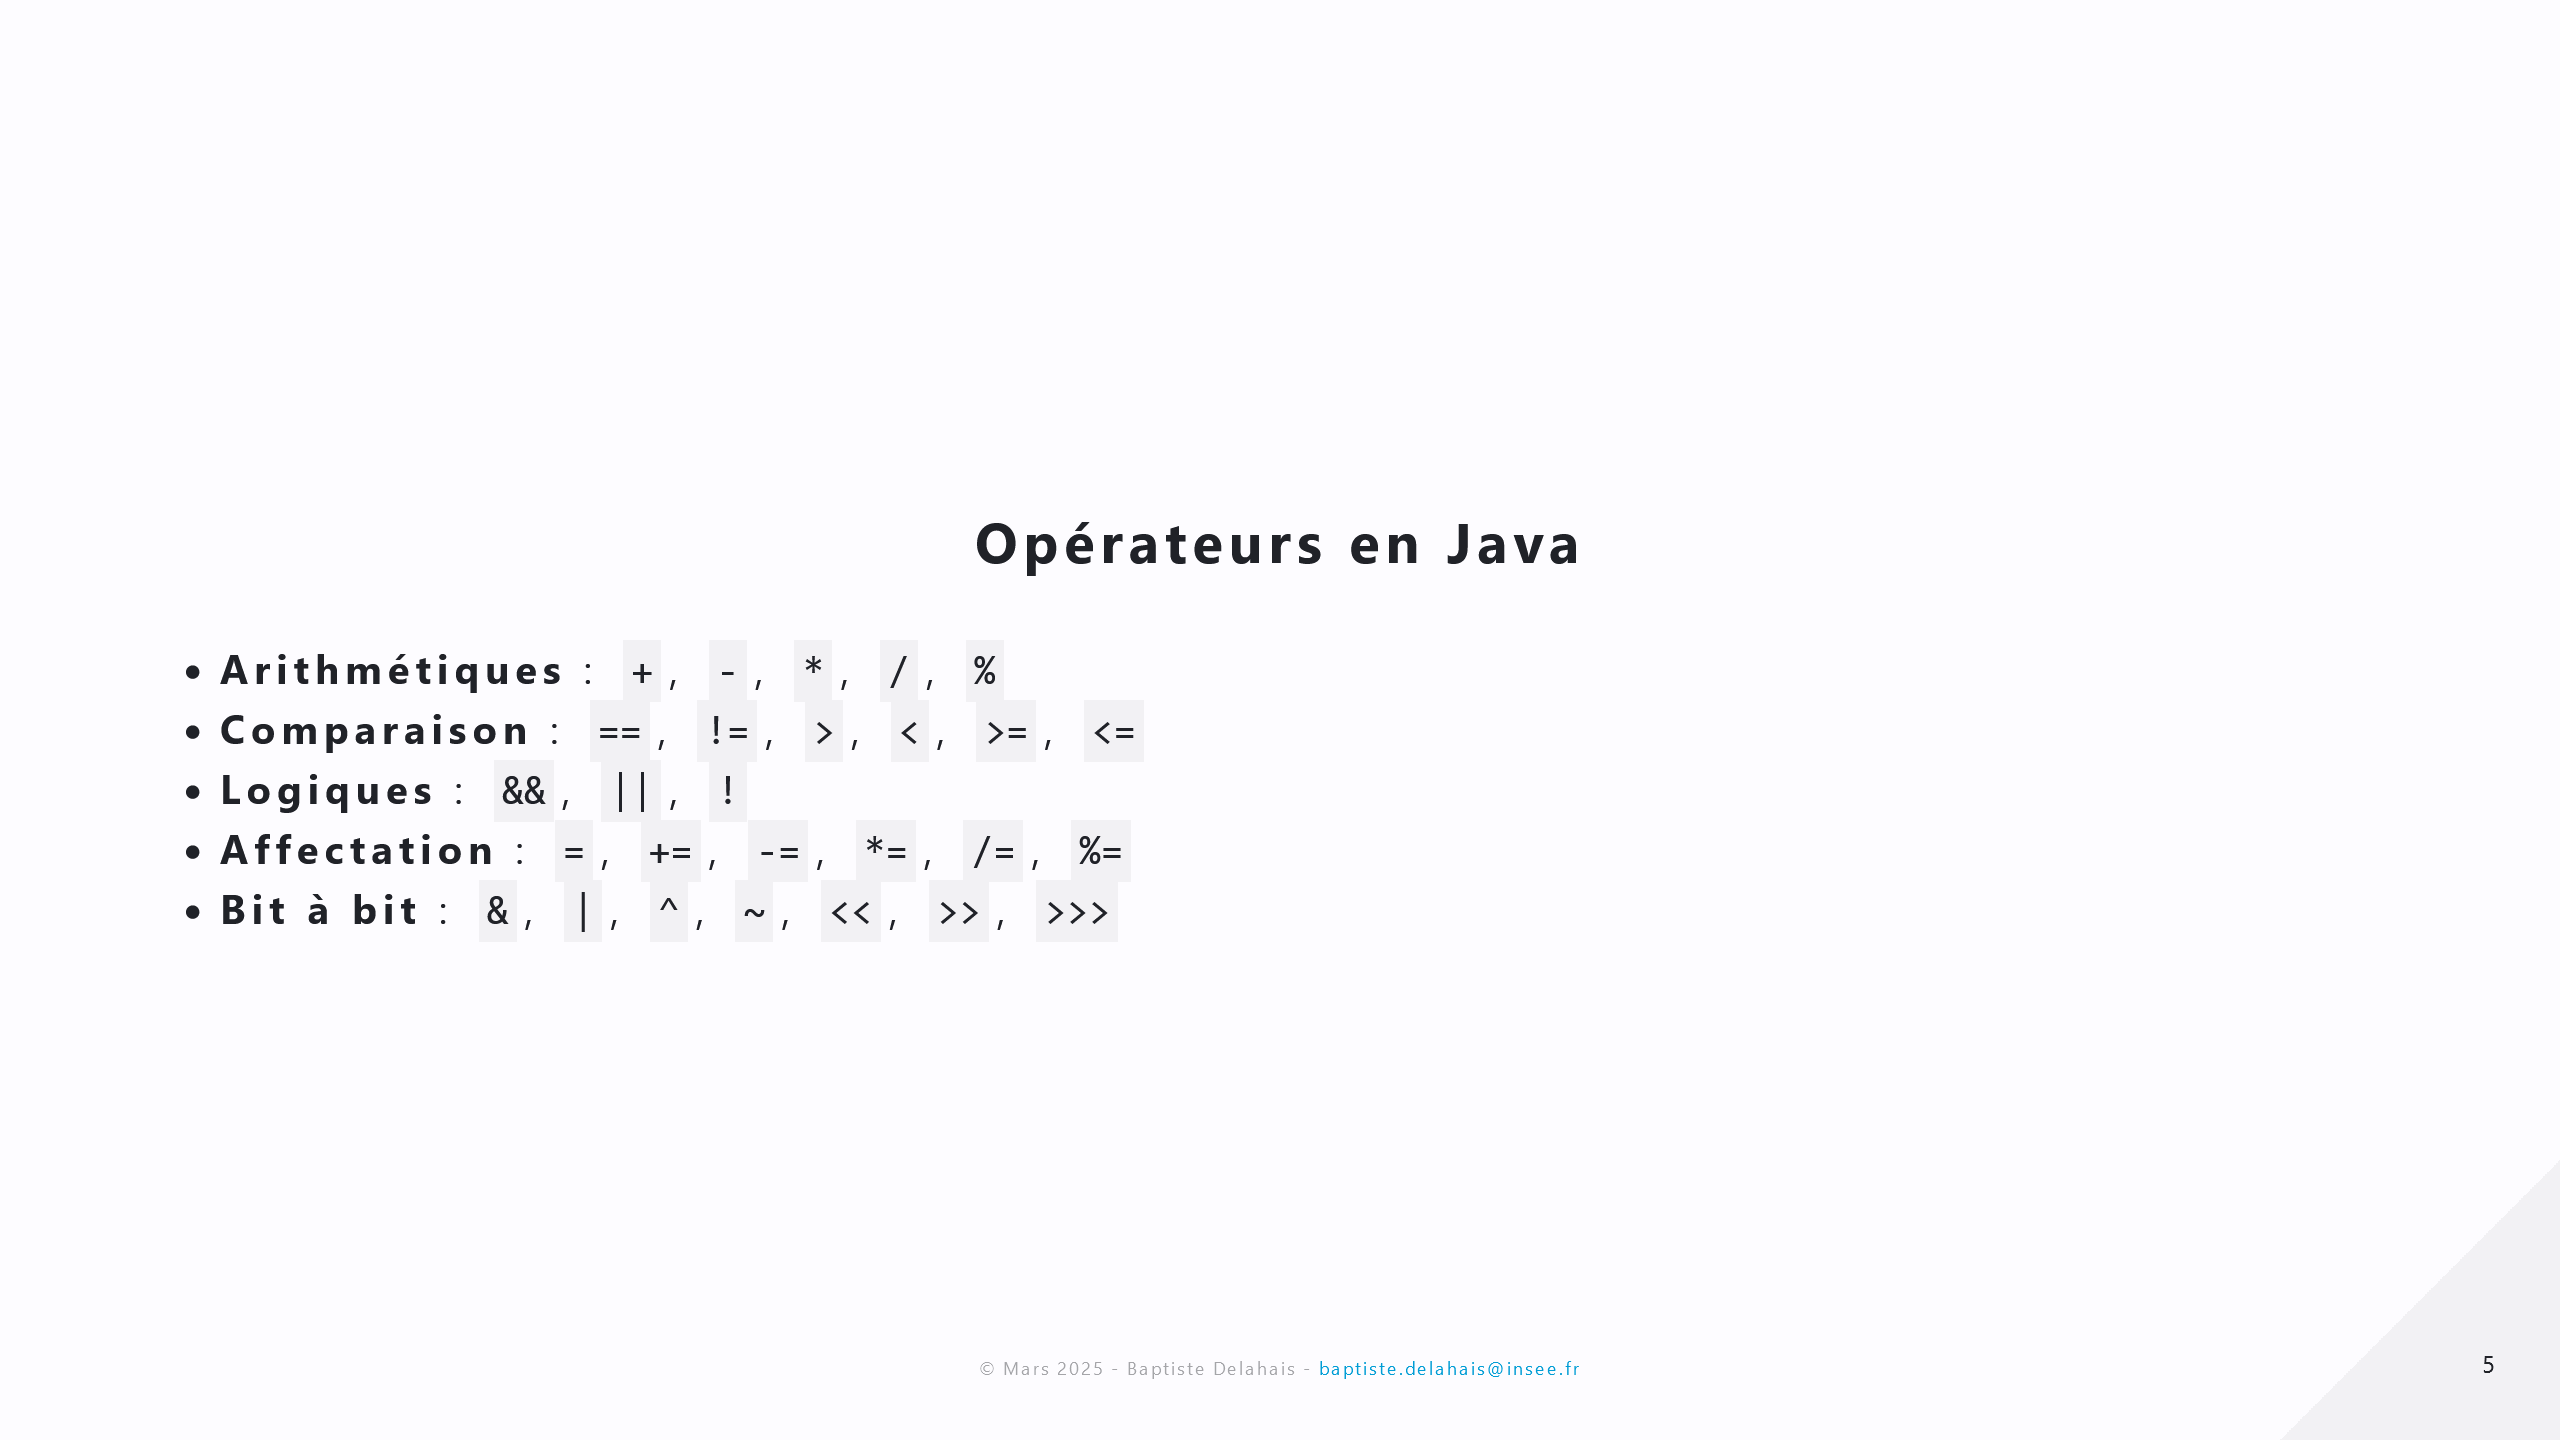 Opérateurs en Java
• Arithmétiques : +, -, *, /, %
• Comparaison : ==, !=, >, <, >=, <=
• Logiques : &&, ||, !
• Affectation : =, +=, -=, *=, /=, %=
• Bit à bit : &, |, ^, ~, <<, >>, >>>
© Mars 2025 - Baptiste Delahais - baptiste.delahais@insee.fr
5